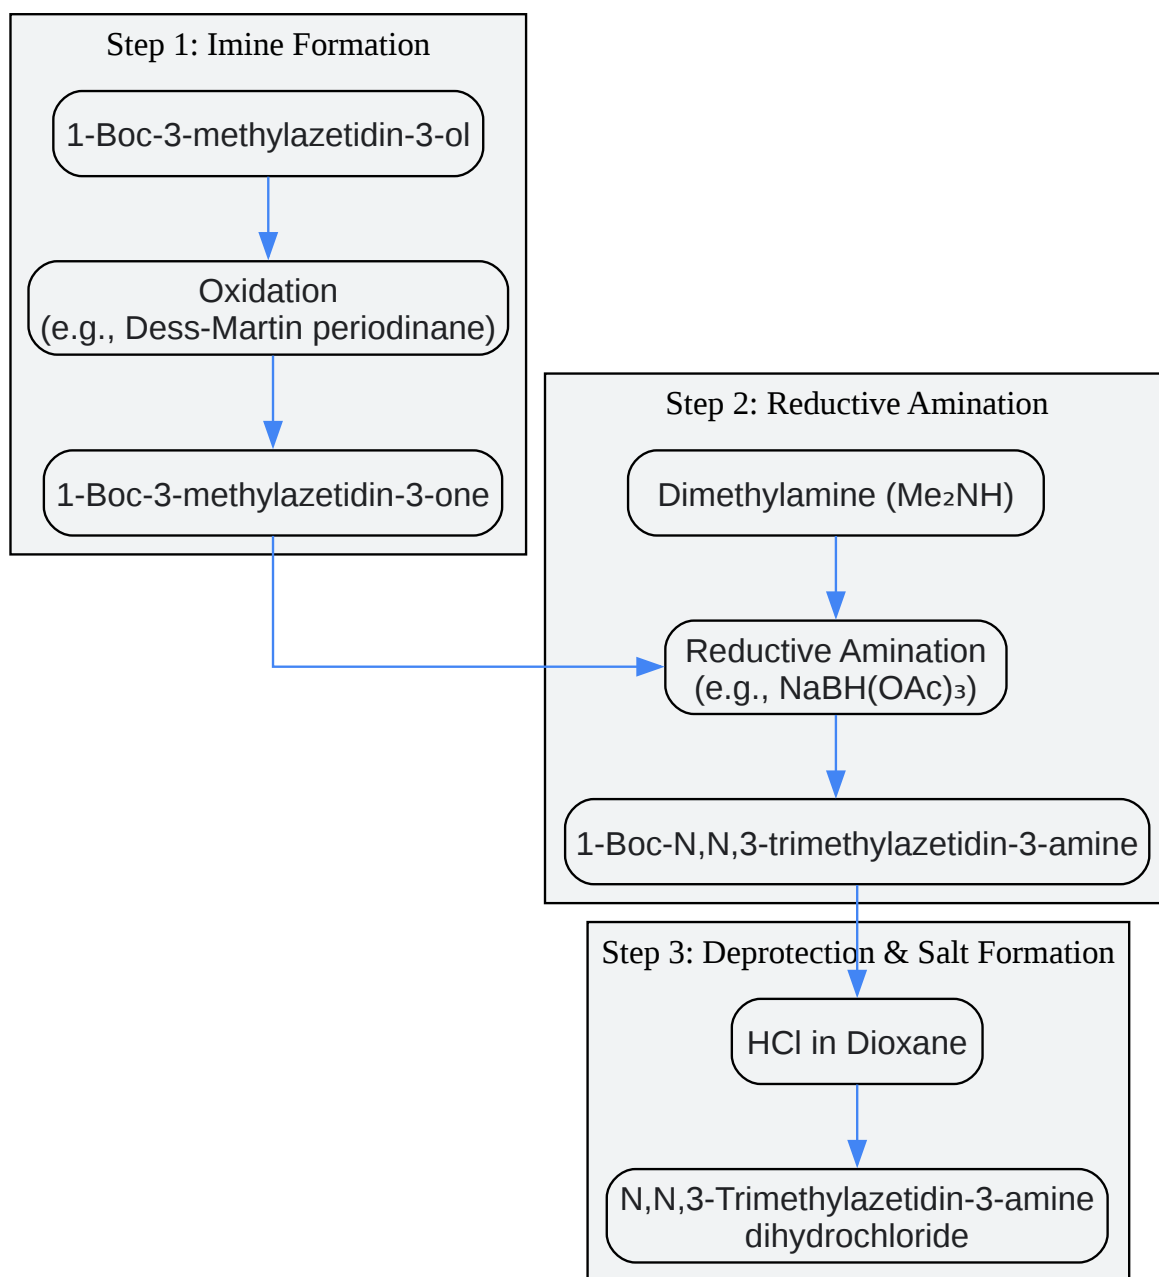 Step 1: Imine Formation
1-Boc-3-methylazetidin-3-ol
Oxidation
(e.g., Dess-Martin periodinane)
1-Boc-3-methylazetidin-3-one
Step 2: Reductive Amination
Dimethylamine (Me₂NH)
Reductive Amination
(e.g., NaBH(OAc)₃)
1-Boc-N,N,3-trimethylazetidin-3-amine
Step 3: Deprotection & Salt Formation
HCl in Dioxane
N,N,3-Trimethylazetidin-3-amine
dihydrochloride